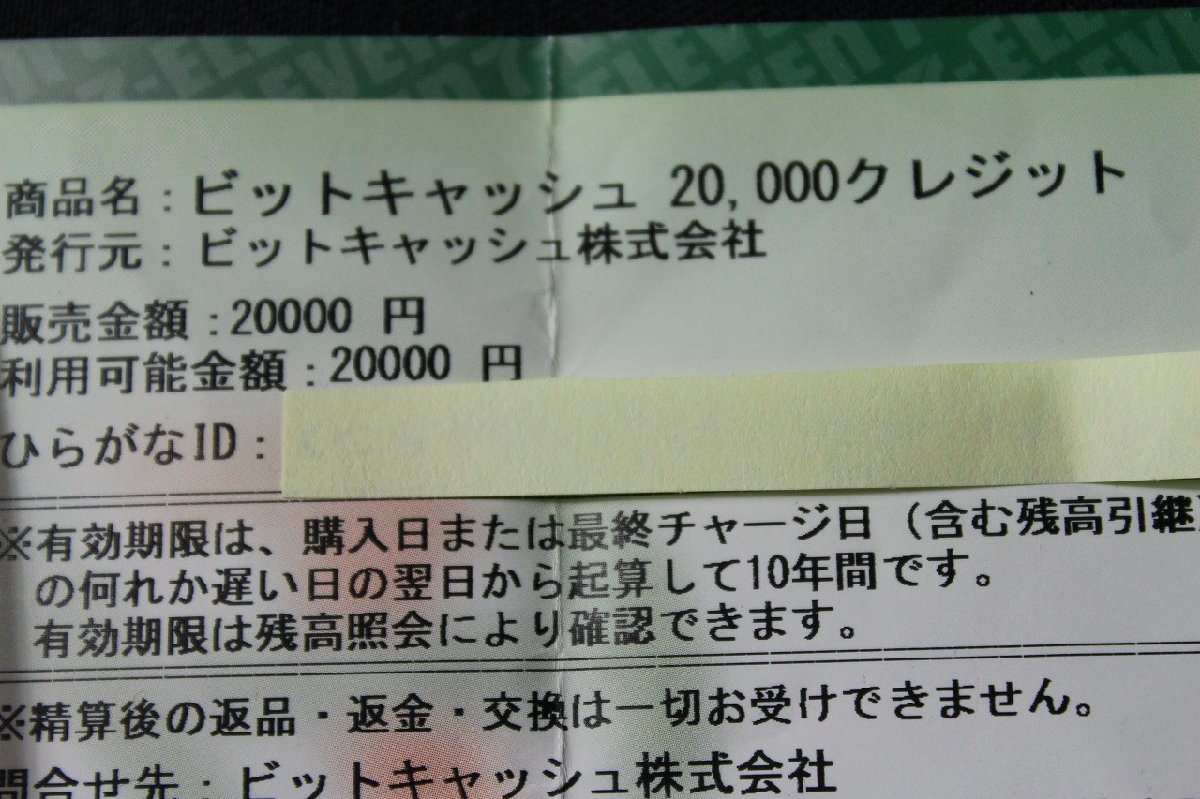 商品名：ビットキャッシュ 20,000クレジット
発行元：ビットキャッシュ株式会社
販売金額：20000 円
利用可能金額：20000 円
ひらがなID：
※有効期限は、購入日または最終チャージ日（含む残高引継）
の何れか遅い日の翌日から起算して10年間です。
有効期限は残高照会により確認できます。
※精算後の返品・返金・交換は一切お受けできません。
問合せ先：ビットキャッシュ株式会社